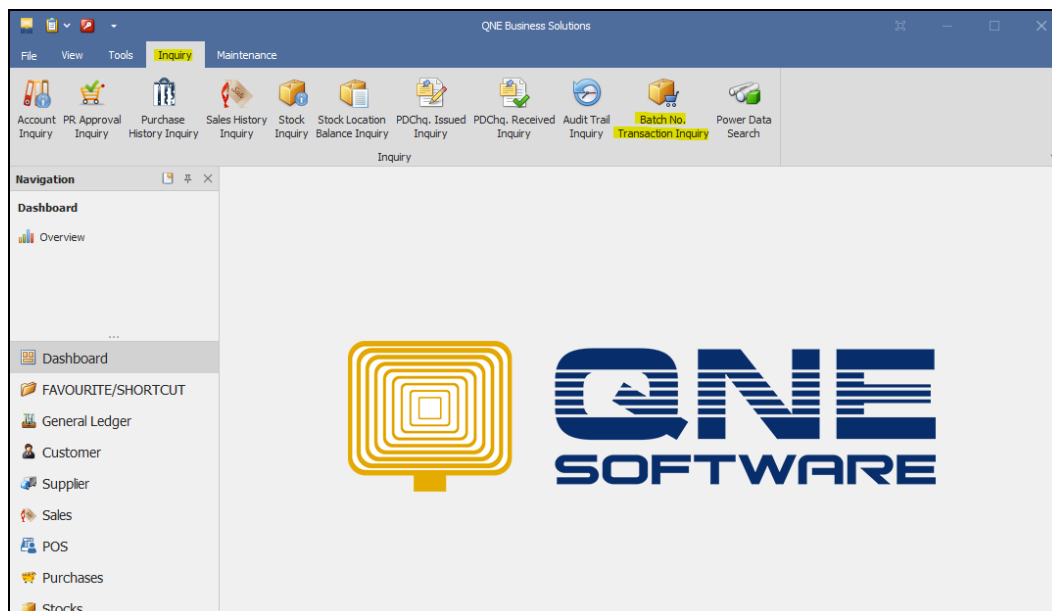 QNE Business Solutions
File View Tools Inquiry Maintenance
Account Inquiry
PR Approval Inquiry
Purchase History Inquiry
Sales History Inquiry
Stock Inquiry
Stock Location Balance Inquiry
PDChq. Issued Inquiry
PDChq. Received Inquiry
Audit Trail Inquiry
Batch No. Transaction Inquiry
Power Data Search
Inquiry
Navigation
Dashboard
Overview
Dashboard
FAVOURITE/SHORTCUT
General Ledger
Customer
Supplier
Sales
POS
Purchases
Stocks
QNE
SOFTWARE